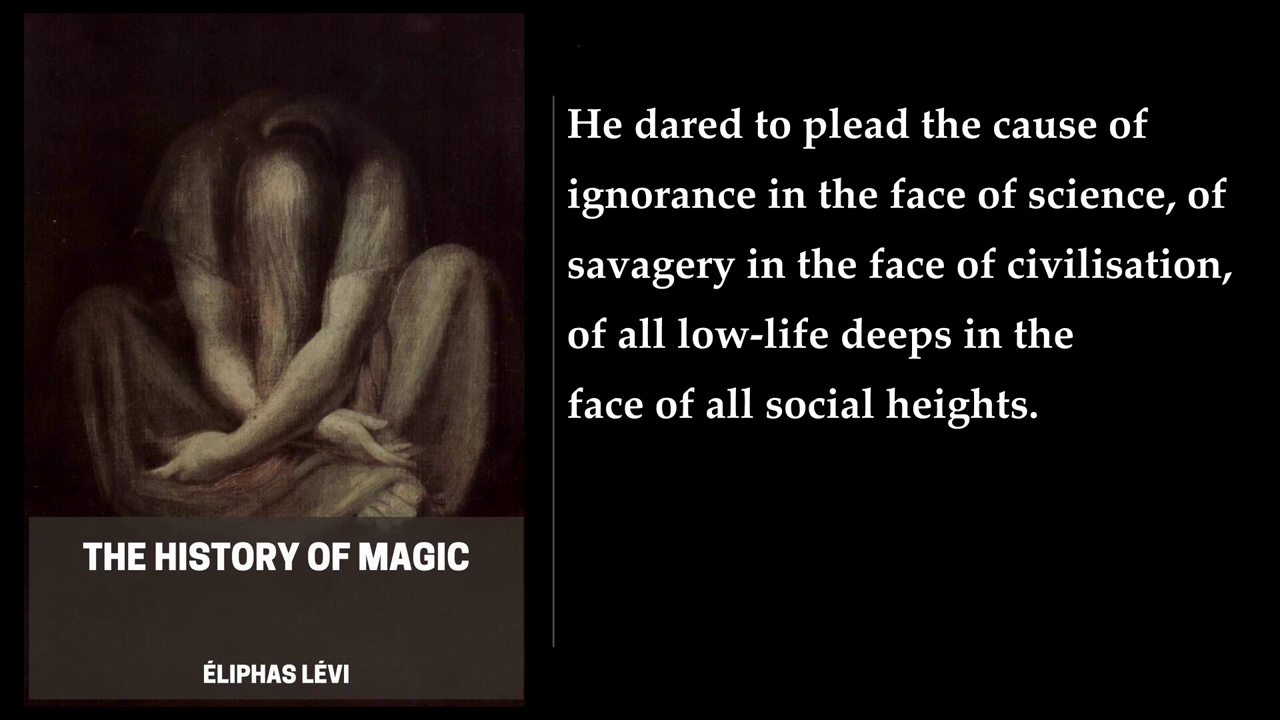 He dared to plead the cause of
ignorance in the face of science, of
savagery in the face of civilisation,
of all low-life deeps in the
face of all social heights.
THE HISTORY OF MAGIC
ÉLIPHAS LÉVI